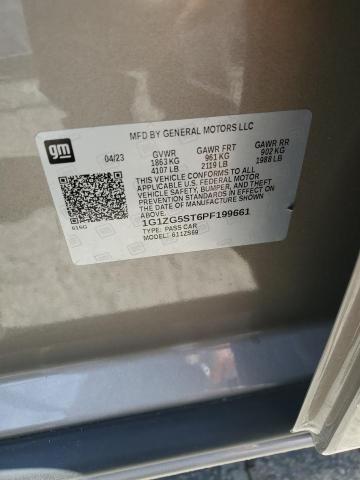 MFD BY GENERAL MOTORS LLC
gm
04/23
GVWR GAWR FRT GAWR RR
1863 KG 961 KG 902 KG
4107 LB 2119 LB 1988 LB
THIS VEHICLE CONFORMS TO ALL
APPLICABLE U.S. FEDERAL MOTOR
VEHICLE SAFETY, BUMPER, AND THEFT
PREVENTION STANDARDS IN EFFECT ON
THE DATE OF MANUFACTURE SHOWN
ABOVE.
1G1ZG5ST6PF199661
TYPE: PASS CAR
MODEL: 611ZS69